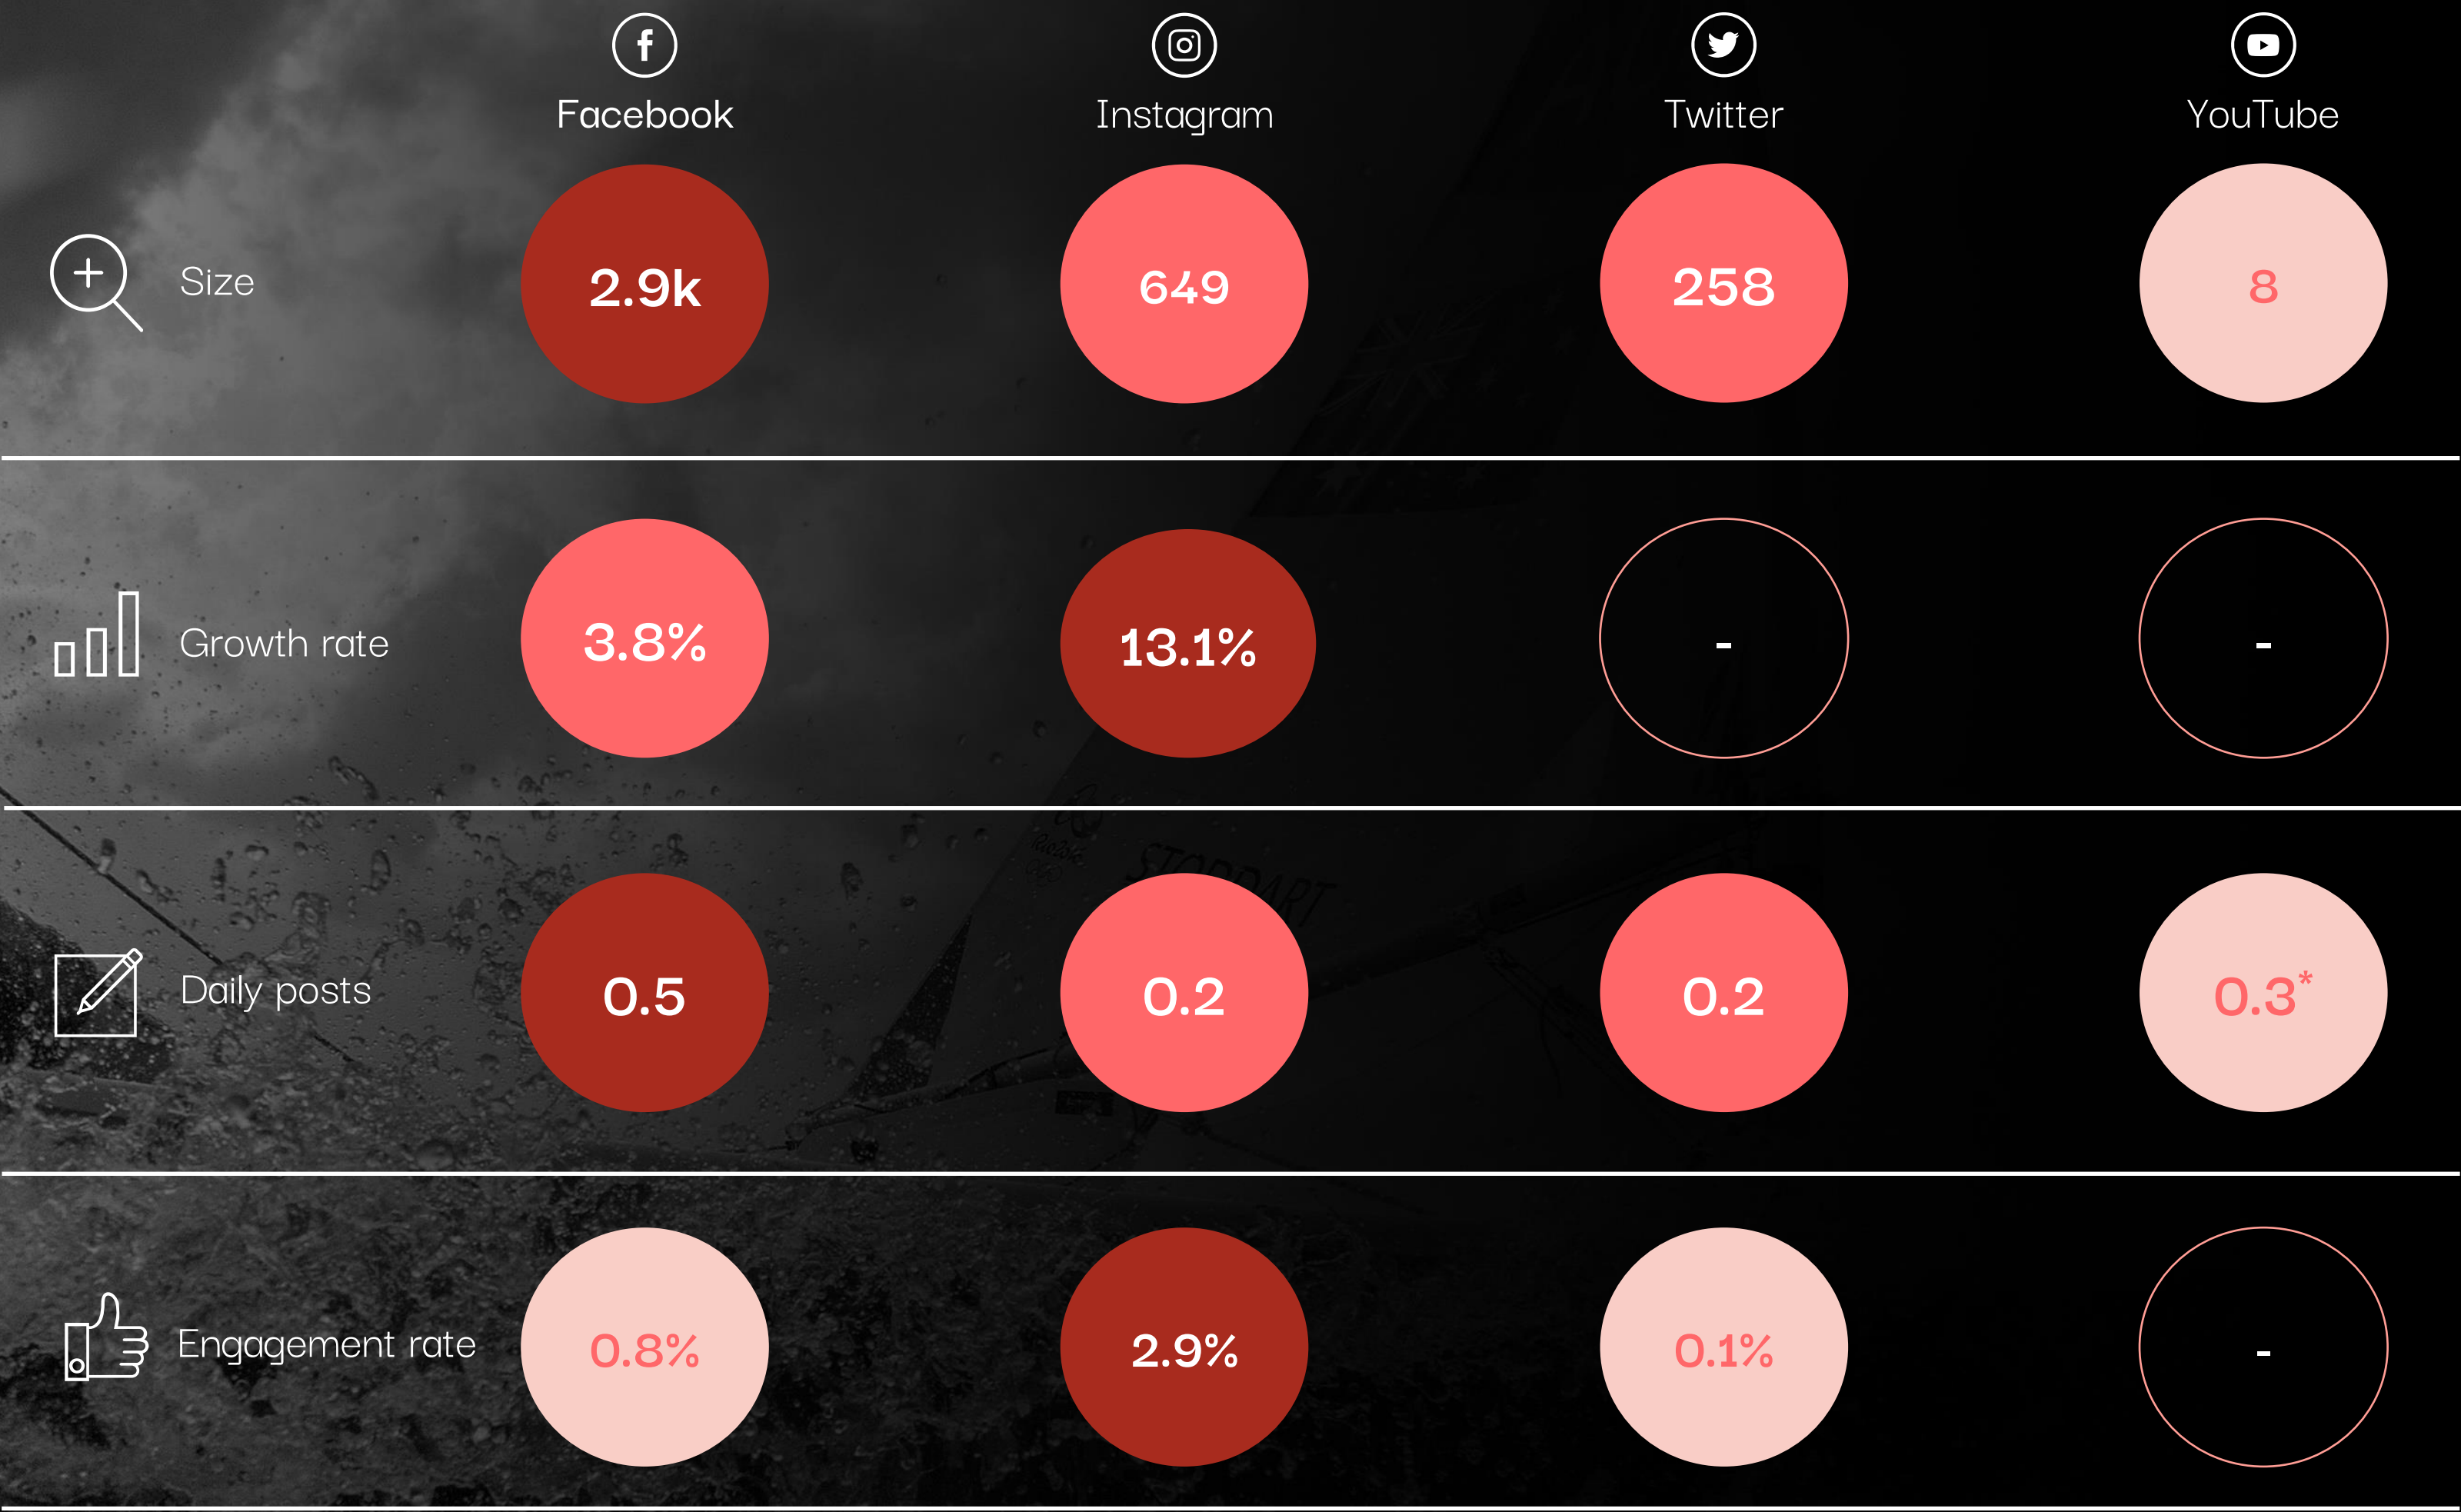 Facebook Instagram Twitter YouTube
Size 2.9k 649 258 8
Growth rate 3.8% 13.1% - -
Daily posts 0.5 0.2 0.2 0.3*
STODDART
Engagement rate 0.8% 2.9% 0.1% -